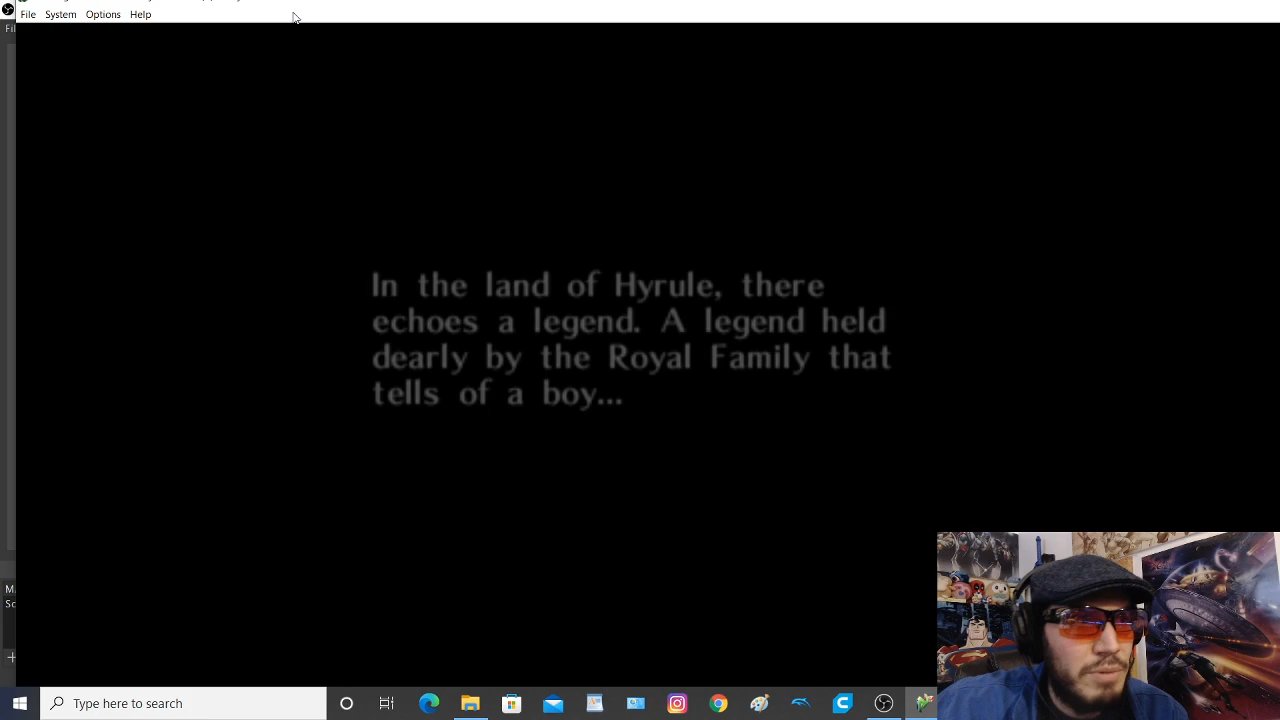 File System Options Help
Fil
In the land of Hyrule, there
echoes a legend. A legend held
dearly by the Royal Family that
tells of a boy...
Type here to search